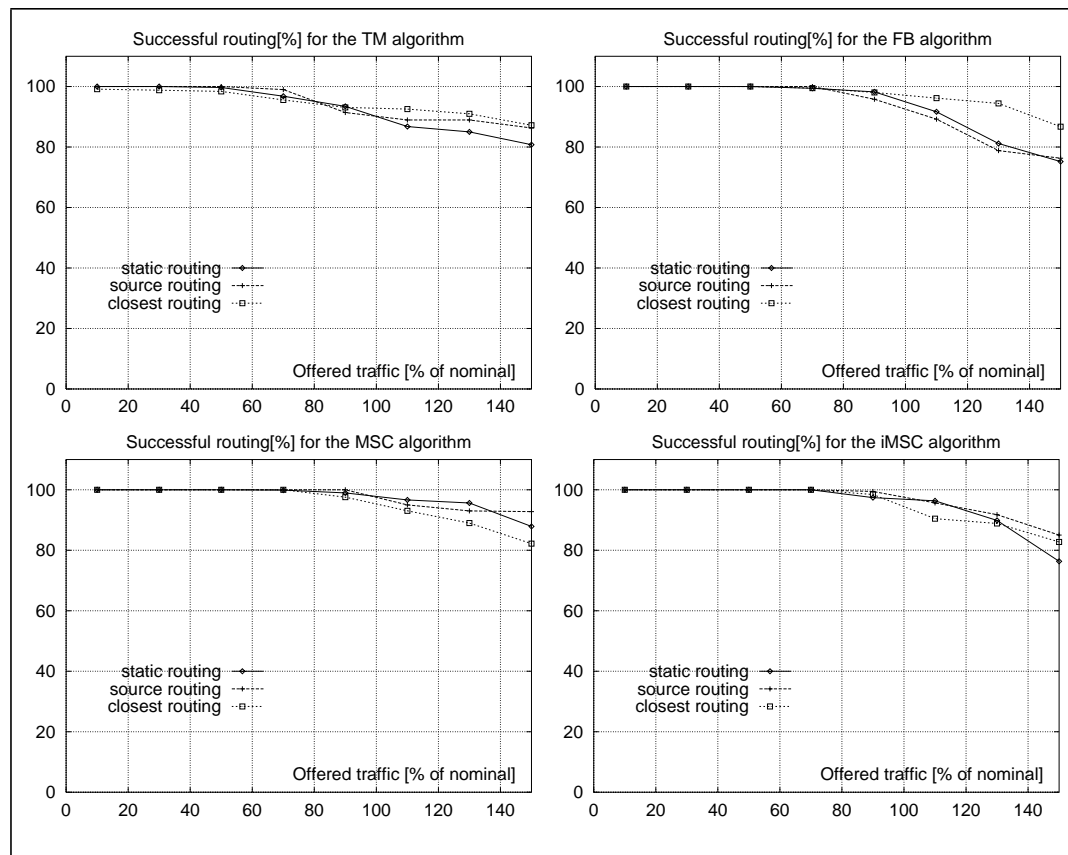 Successful routing[%] for the TM algorithm
100
80
60
40
20
0
static routing
source routing
closest routing
Offered traffic [% of nominal]
0 20 40 60 80 100 120 140
Successful routing[%] for the FB algorithm
100
80
60
40
20
0
static routing
source routing
closest routing
Offered traffic [% of nominal]
0 20 40 60 80 100 120 140
Successful routing[%] for the MSC algorithm
100
80
60
40
20
0
static routing
source routing
closest routing
Offered traffic [% of nominal]
0 20 40 60 80 100 120 140
Successful routing[%] for the iMSC algorithm
100
80
60
40
20
0
static routing
source routing
closest routing
Offered traffic [% of nominal]
0 20 40 60 80 100 120 140